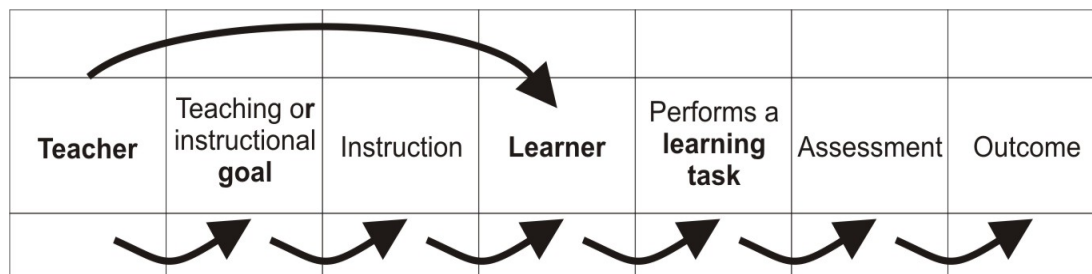 Teacher
Teaching or
instructional
goal
Instruction
Learner
Performs a
learning
task
Assessment
Outcome